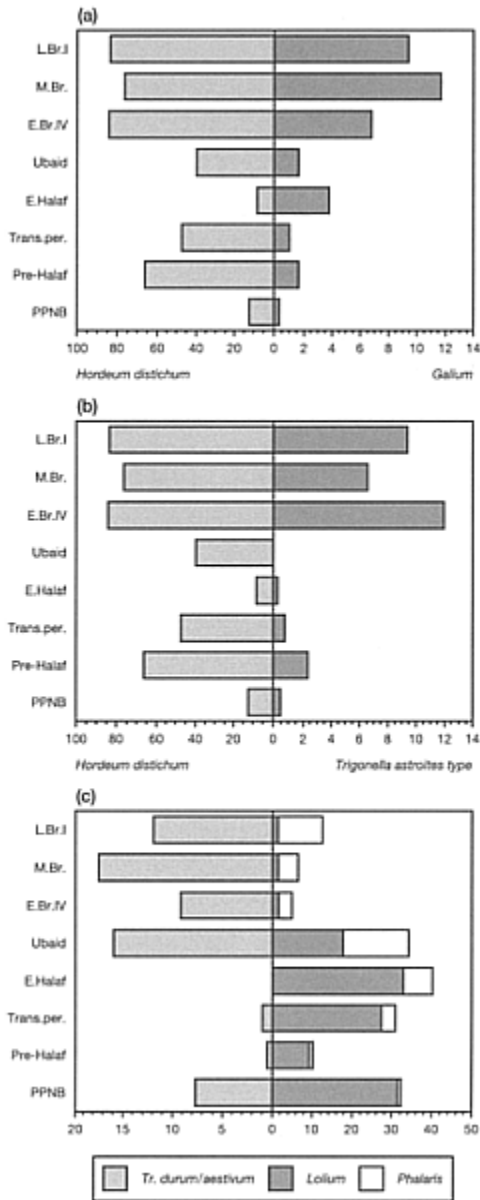 (a)
L.Br.I
M.Br.
E.Br.IV
Ubaid
E.Halaf
Trans.per.
Pre-Halaf
PPNB
100 80 60 40 20 0 2 4 6 8 10 12 14
Hordeum distichum Galium
(b)
L.Br.I
M.Br.
E.Br.IV
Ubaid
E.Halaf
Trans.per.
Pre-Halaf
PPNB
100 80 60 40 20 0 2 4 6 8 10 12 14
Hordeum distichum Trigonella astroites type
(c)
L.Br.I
M.Br.
E.Br.IV
Ubaid
E.Halaf
Trans.per.
Pre-Halaf
PPNB
20 15 10 5 0 10 20 30 40 50
Tr. durum/aestivum Lolium Phalaris